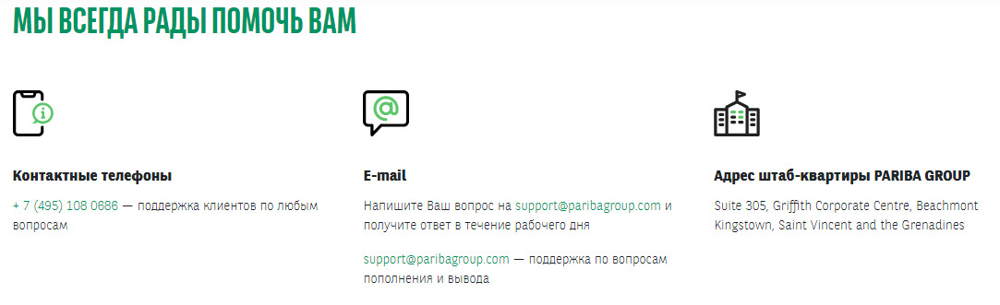 МЫ ВСЕГДА РАДЫ ПОМОЧЬ ВАМ
Контактные телефоны
+ 7 (495) 108 0686 — поддержка клиентов по любым
вопросам
E-mail
Напишите Ваш вопрос на support@paribagroup.com и
получите ответ в течение рабочего дня
support@paribagroup.com — поддержка по вопросам
пополнения и вывода
Адрес штаб-квартиры PARIBA GROUP
Suite 305, Griffith Corporate Centre, Beachmont
Kingstown, Saint Vincent and the Grenadines